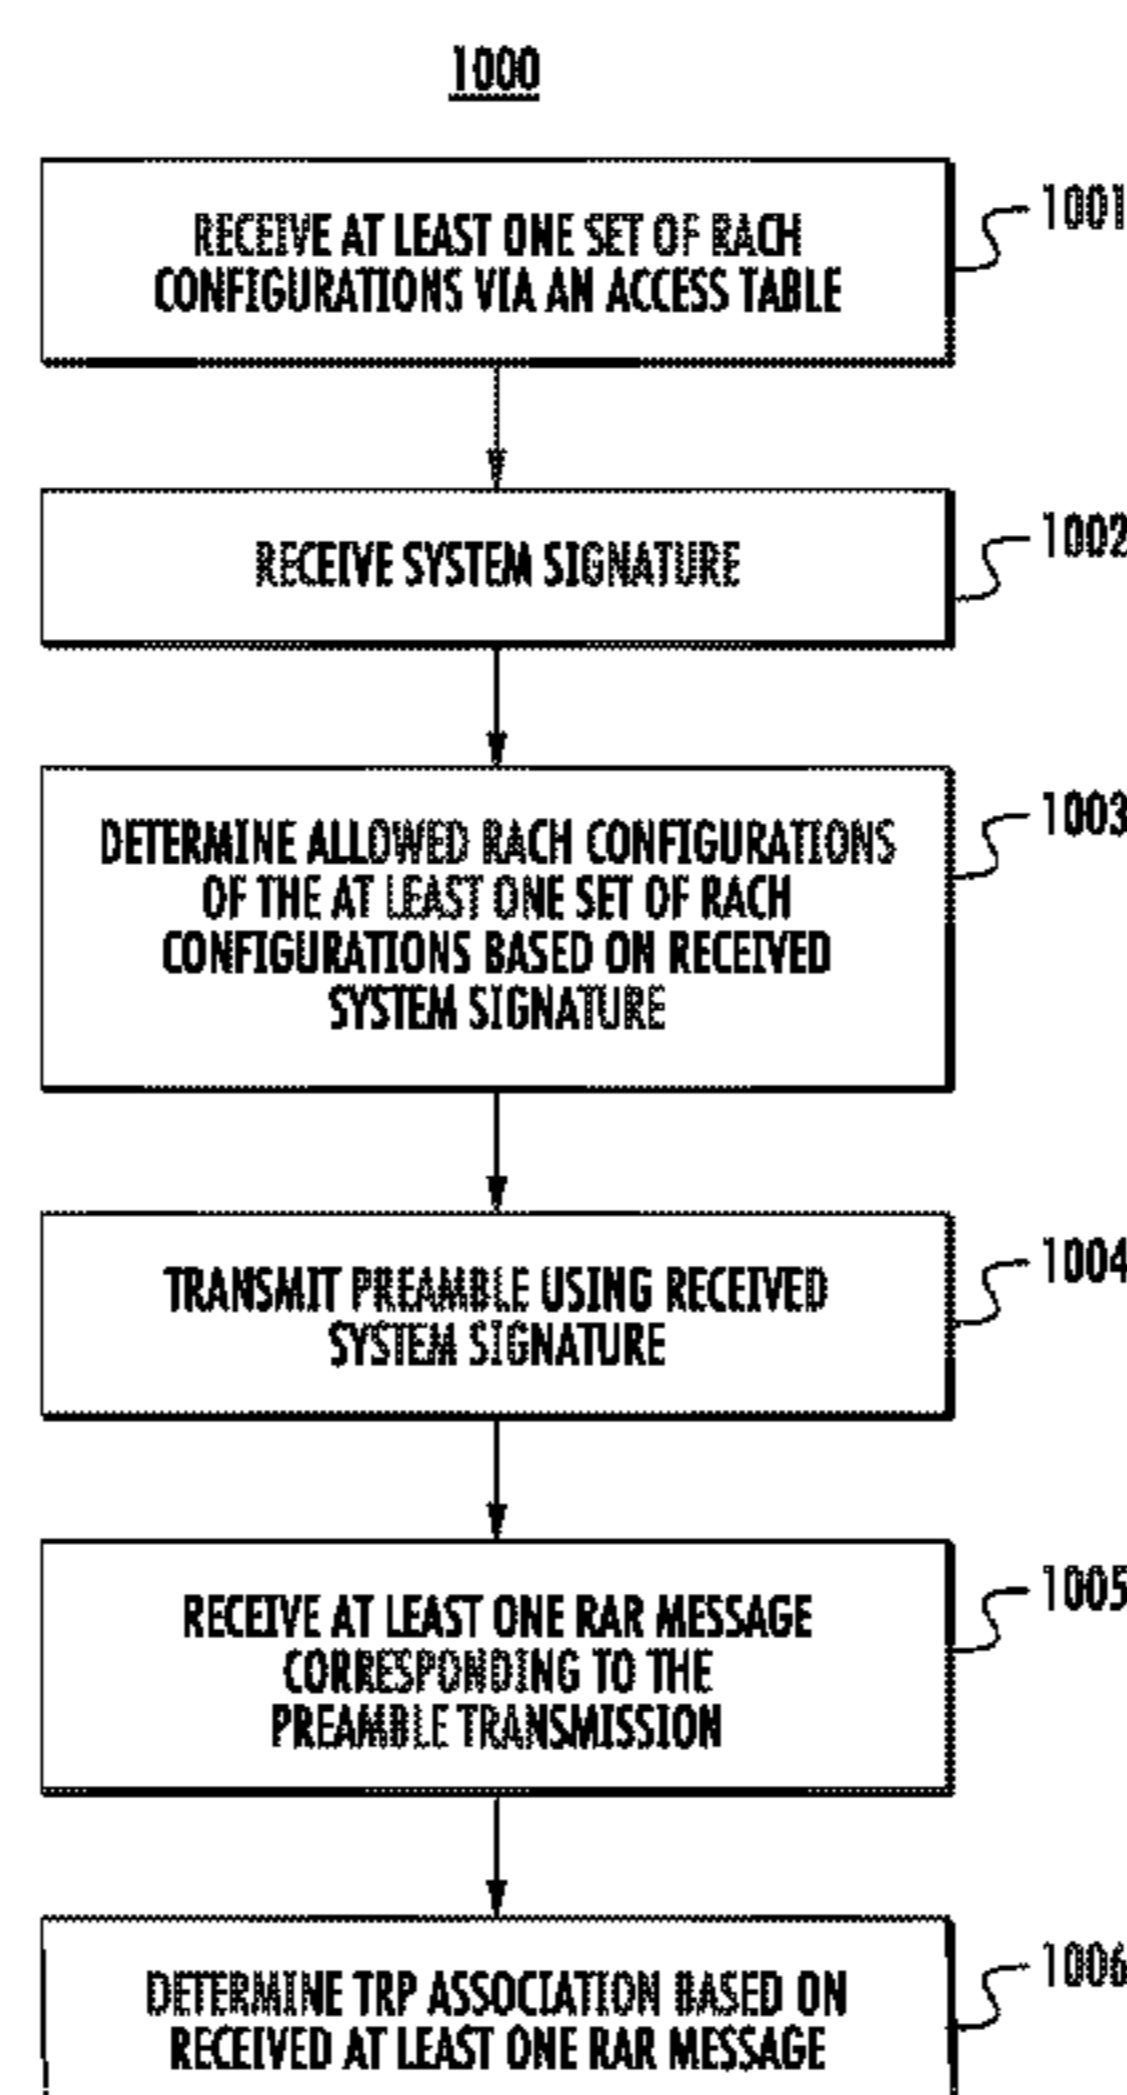 1000
RECEIVE AT LEAST ONE SET OF RACH
CONFIGURATIONS VIA AN ACCESS TABLE
1001
RECEIVE SYSTEM SIGNATURE
1002
DETERMINE ALLOWED RACH CONFIGURATIONS
OF THE AT LEAST ONE SET OF RACH
CONFIGURATIONS BASED ON RECEIVED
SYSTEM SIGNATURE
1003
TRANSMIT PREAMBLE USING RECEIVED
SYSTEM SIGNATURE
1004
RECEIVE AT LEAST ONE RAR MESSAGE
CORRESPONDING TO THE
PREAMBLE TRANSMISSION
1005
DETERMINE TRP ASSOCIATION BASED ON
RECEIVED AT LEAST ONE RAR MESSAGE
1006